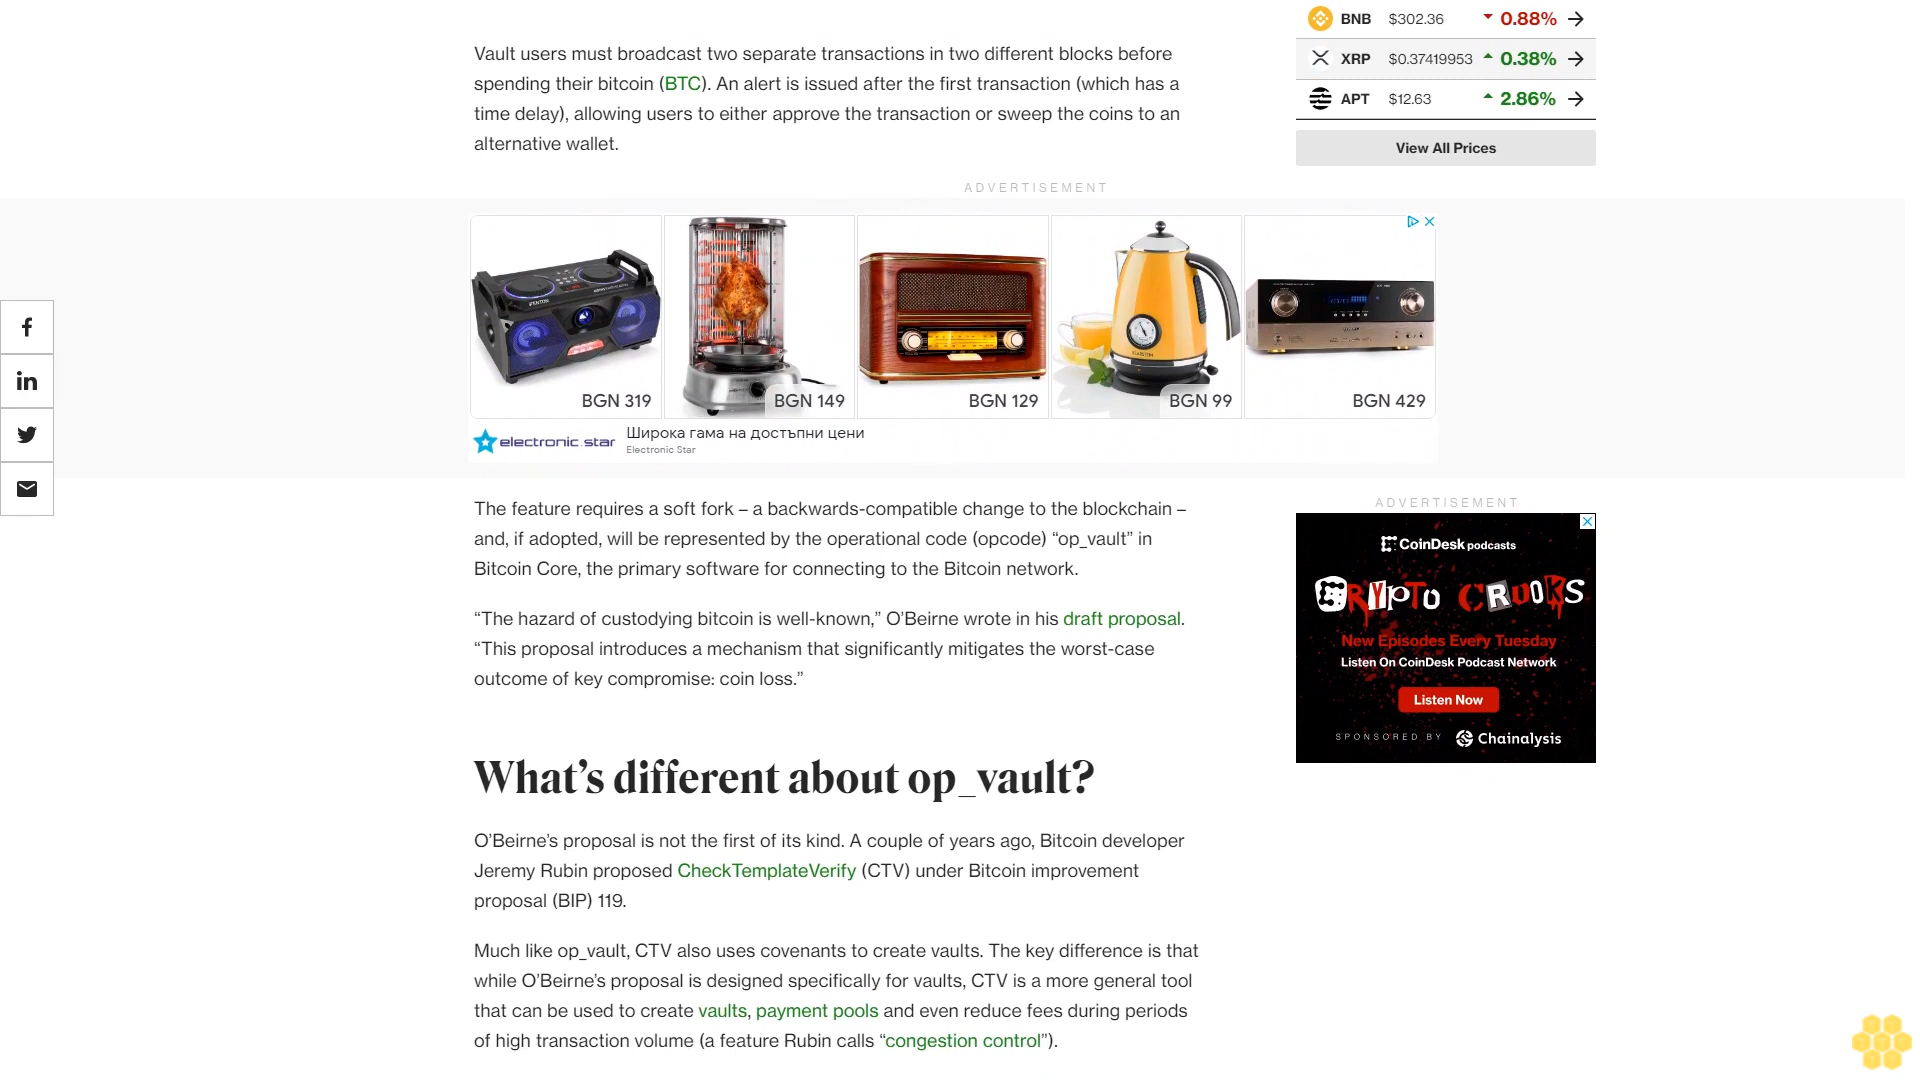 BNB $302.36 0.88%
XRP $0.37419953 0.38%
APT $12.63 2.86%
View All Prices
Vault users must broadcast two separate transactions in two different blocks before
spending their bitcoin (BTC). An alert is issued after the first transaction (which has a
time delay), allowing users to either approve the transaction or sweep the coins to an
alternative wallet.
ADVERTISEMENT
BGN 319
BGN 149
BGN 129
BGN 99
BGN 429
electronic.star
Широка гама на достъпни цени
Electronic Star
The feature requires a soft fork – a backwards-compatible change to the blockchain –
and, if adopted, will be represented by the operational code (opcode) “op_vault” in
Bitcoin Core, the primary software for connecting to the Bitcoin network.
“The hazard of custodying bitcoin is well-known,” O’Beirne wrote in his draft proposal.
“This proposal introduces a mechanism that significantly mitigates the worst-case
outcome of key compromise: coin loss.”
ADVERTISEMENT
CoinDesk podcasts
CRYPTO CROOKS
New Episodes Every Tuesday
Listen On CoinDesk Podcast Network
Listen Now
SPONSORED BY Chainalysis
What’s different about op_vault?
O’Beirne’s proposal is not the first of its kind. A couple of years ago, Bitcoin developer
Jeremy Rubin proposed CheckTemplateVerify (CTV) under Bitcoin improvement
proposal (BIP) 119.
Much like op_vault, CTV also uses covenants to create vaults. The key difference is that
while O’Beirne’s proposal is designed specifically for vaults, CTV is a more general tool
that can be used to create vaults, payment pools and even reduce fees during periods
of high transaction volume (a feature Rubin calls “congestion control”).